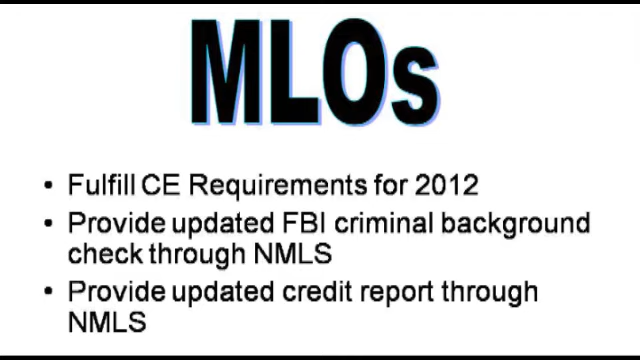 MLOs
• Fulfill CE Requirements for 2012
• Provide updated FBI criminal background
check through NMLS
• Provide updated credit report through
NMLS